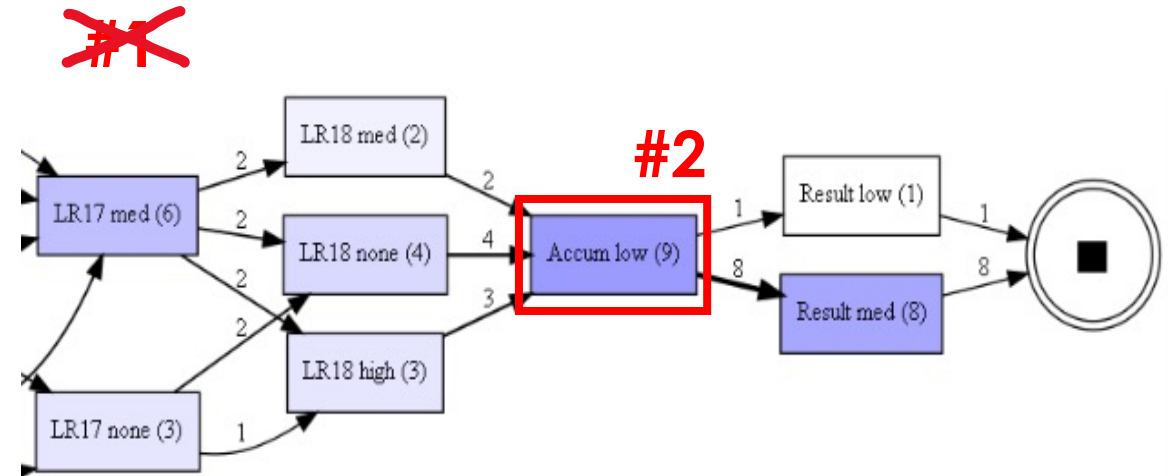 #1
LR18 med (2)
#2
2
2
Result low (1)
LR17 med (6)
1
1
2
LR18 none (4)
4
Accum low (9)
2
8
8
3
Result med (8)
2
LR18 high (3)
LR17 none (3)
1